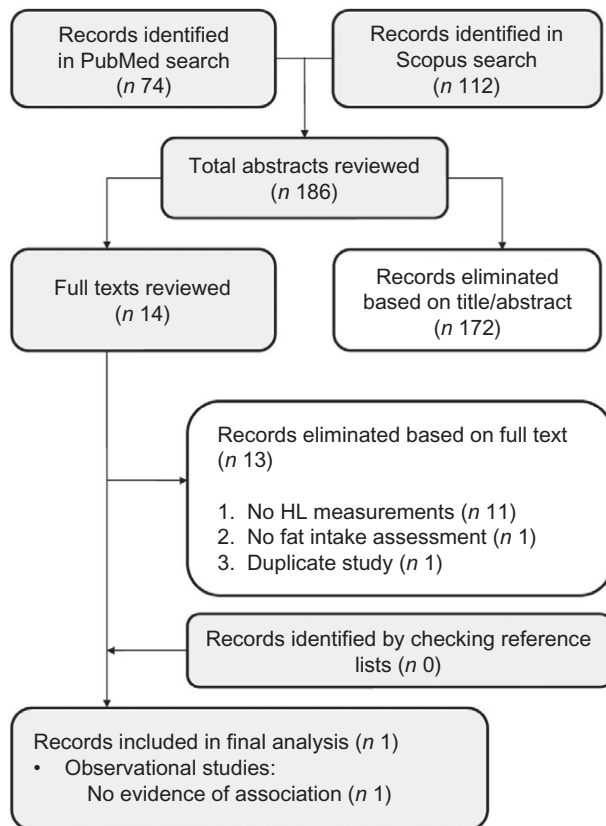 Records identified
in PubMed search
(n 74)
Records identified in
Scopus search
(n 112)
Total abstracts reviewed
(n 186)
Full texts reviewed
(n 14)
Records eliminated
based on title/abstract
(n 172)
Records eliminated based on full text
(n 13)
1. No HL measurements (n 11)
2. No fat intake assessment (n 1)
3. Duplicate study (n 1)
Records identified by checking reference
lists (n 0)
Records included in final analysis (n 1)
• Observational studies:
No evidence of association (n 1)